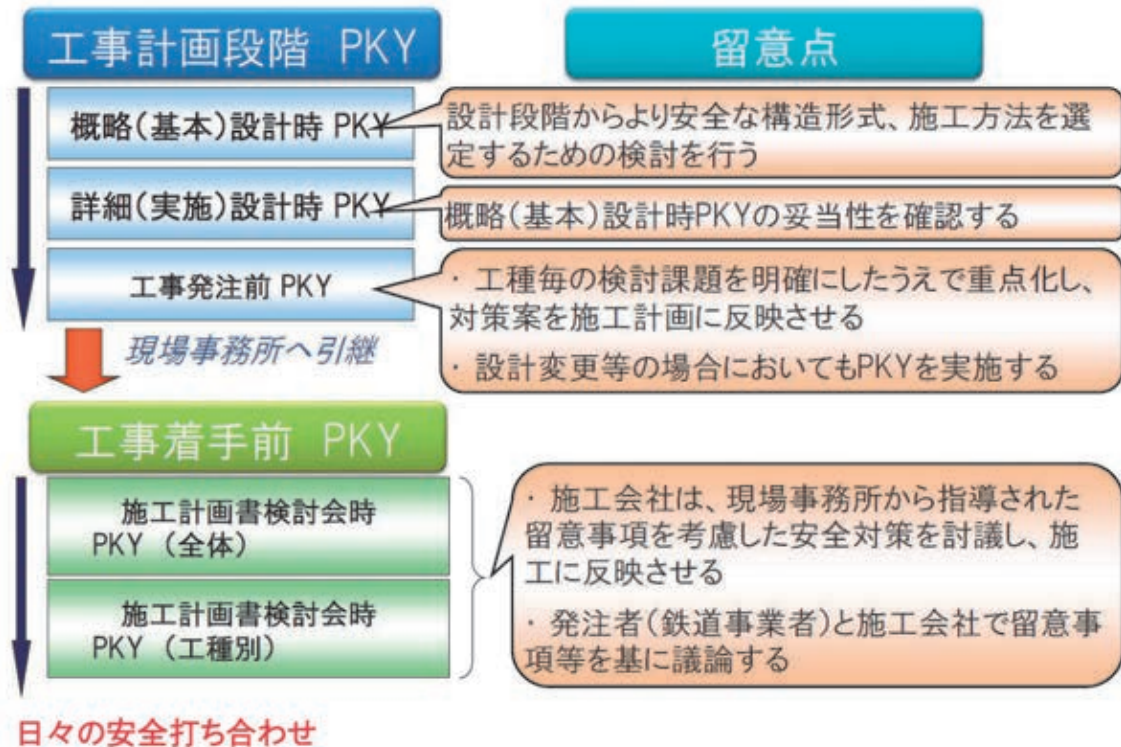 工事計画段階 PKY
留意点
概略(基本)設計時 PKY
設計段階からより安全な構造形式、施工方法を選
定するための検討を行う
詳細(実施)設計時 PKY
概略(基本)設計時PKYの妥当性を確認する
工事発注前 PKY
・ 工種毎の検討課題を明確にしたうえで重点化し、
対策案を施工計画に反映させる
・ 設計変更等の場合においてもPKYを実施する
現場事務所へ引継
工事着手前 PKY
施工計画書検討会時
PKY (全体)
施工計画書検討会時
PKY (工種別)
・ 施工会社は、現場事務所から指導された
留意事項を考慮した安全対策を討議し、施
工に反映させる
・ 発注者(鉄道事業者)と施工会社で留意事
項等を基に議論する
日々の安全打ち合わせ